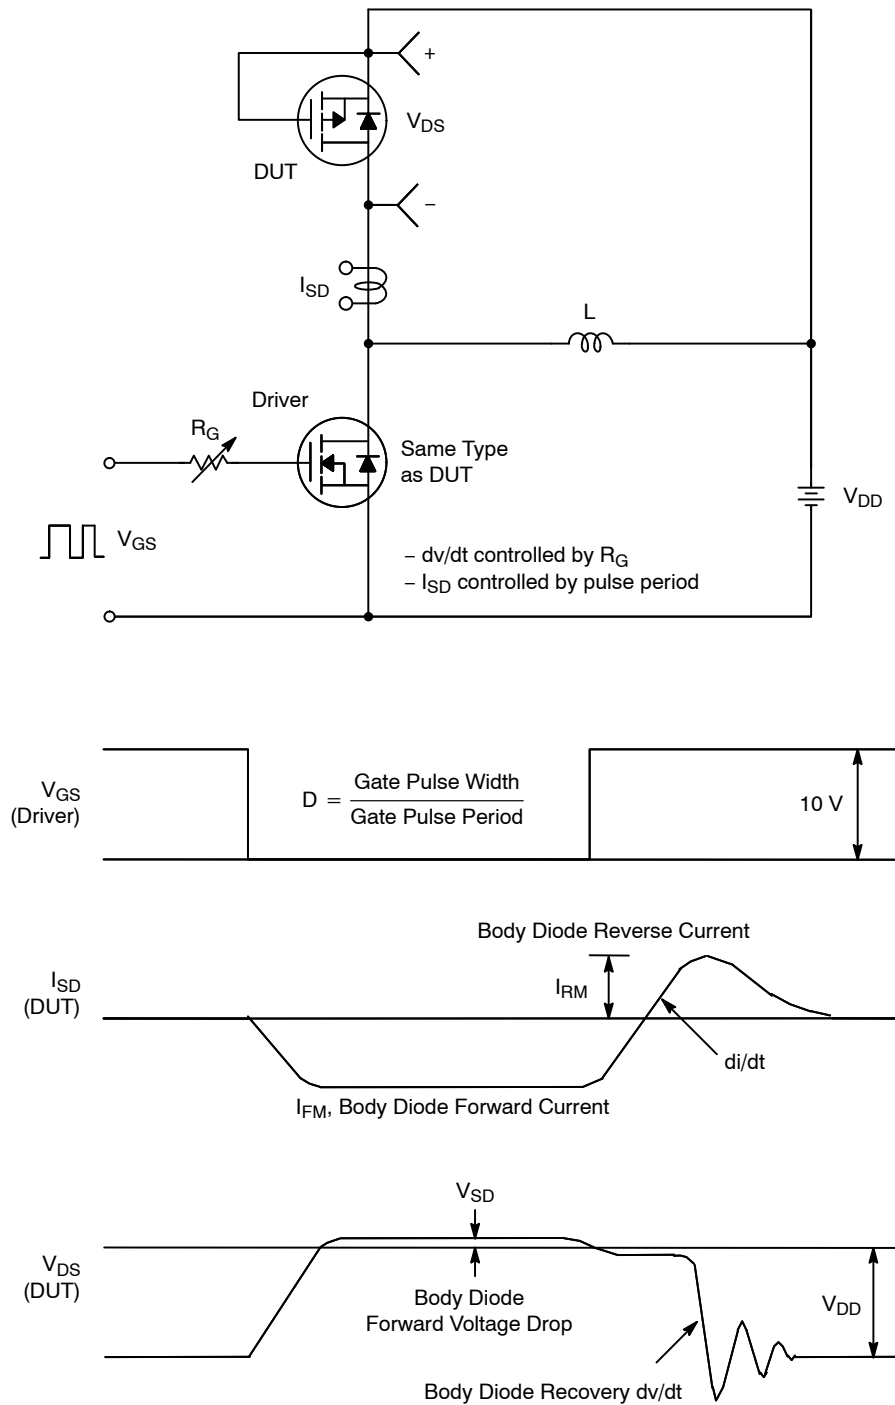 +
V_DS
DUT
−
I_SD
L
Driver
R_G
Same Type
as DUT
V_DD
V_GS
− dv/dt controlled by R_G
− I_SD controlled by pulse period
V_GS
(Driver)
D = Gate Pulse Width
Gate Pulse Period
10 V
Body Diode Reverse Current
I_SD
(DUT)
I_RM
di/dt
I_FM, Body Diode Forward Current
V_SD
V_DS
(DUT)
Body Diode
Forward Voltage Drop
V_DD
Body Diode Recovery dv/dt